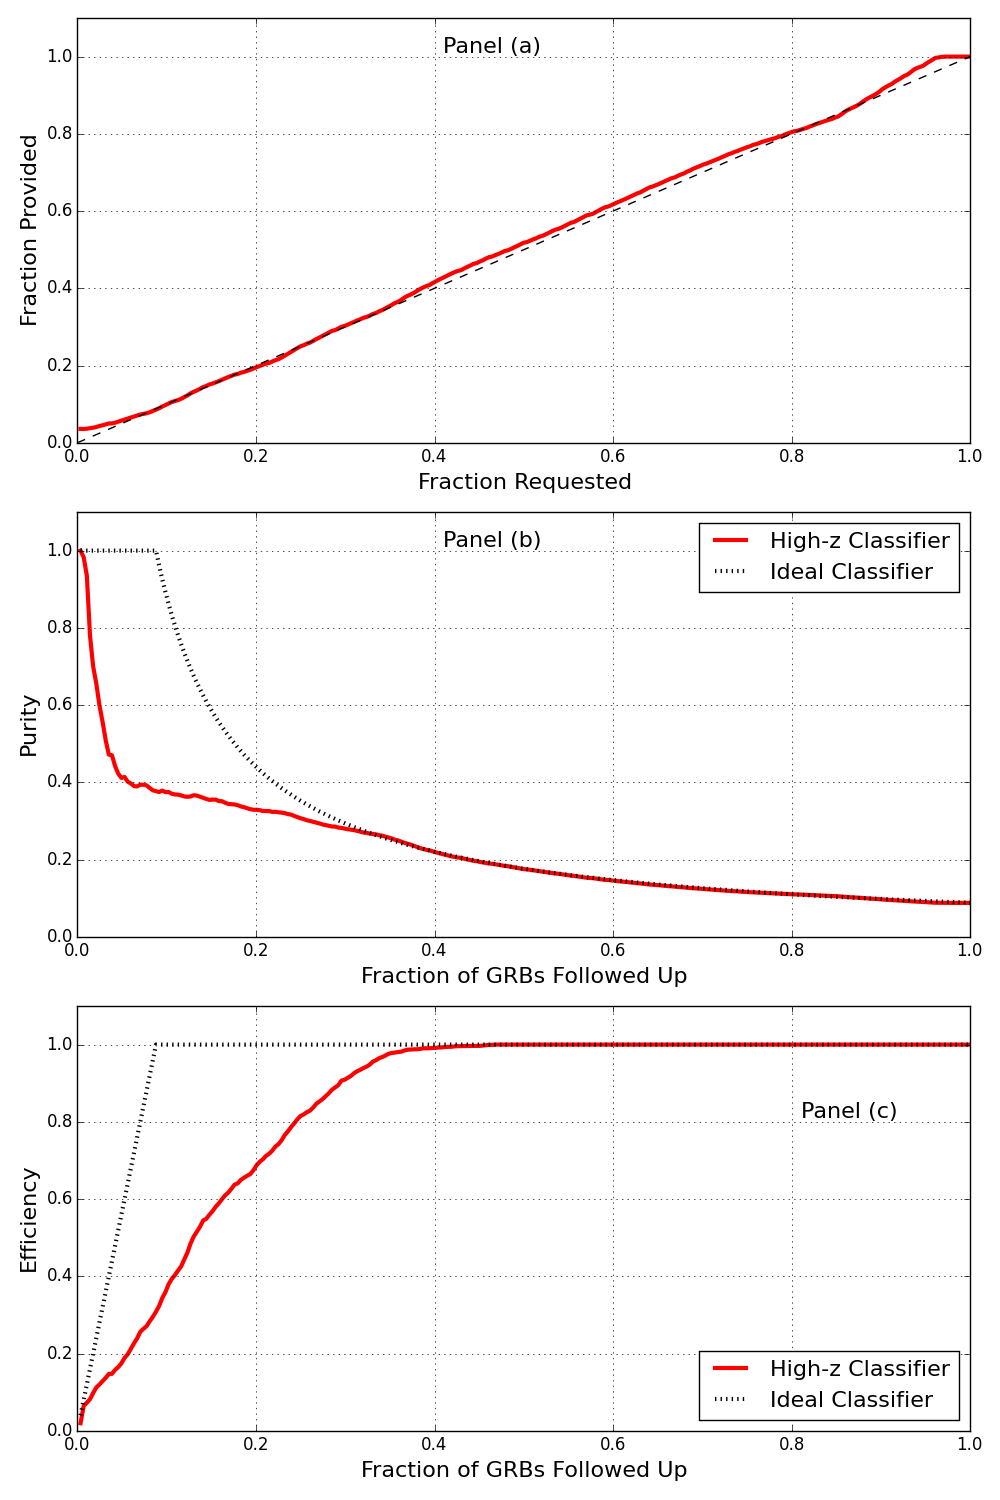 Panel (a)
1.0
0.8
0.6
0.4
0.2
0.0
Fraction Provided
0.0 0.2 0.4 0.6 0.8 1.0
Fraction Requested
Panel (b)
High-z Classifier
Ideal Classifier
1.0
0.8
0.6
0.4
0.2
0.0
Purity
0.0 0.2 0.4 0.6 0.8 1.0
Fraction of GRBs Followed Up
1.0
0.8
0.6
0.4
0.2
0.0
Efficiency
Panel (c)
High-z Classifier
Ideal Classifier
0.0 0.2 0.4 0.6 0.8 1.0
Fraction of GRBs Followed Up